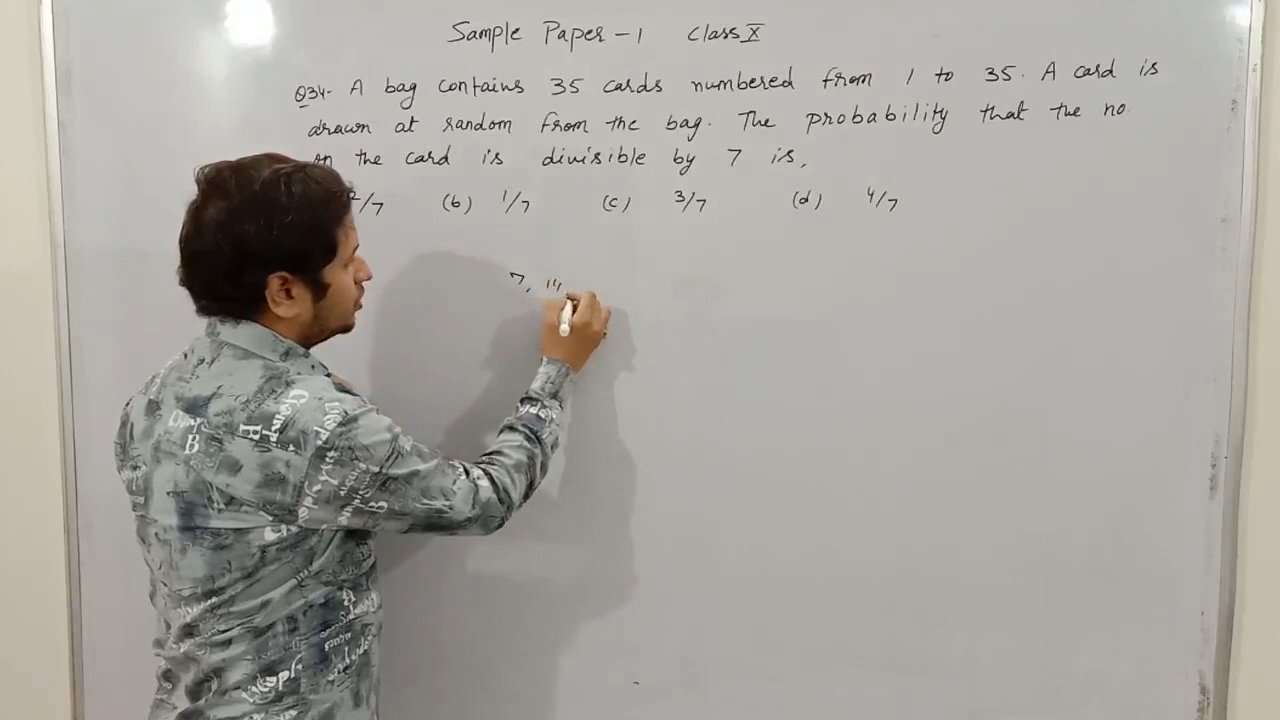 Sample Paper - 1 Class X
Q34- A bag contains 35 cards numbered from 1 to 35. A card is
drawn at random from the bag. The probability that the no.
on the card is divisible by 7 is,
2/7 (b) 1/7 (c) 3/7 (d) 4/7
7, 14